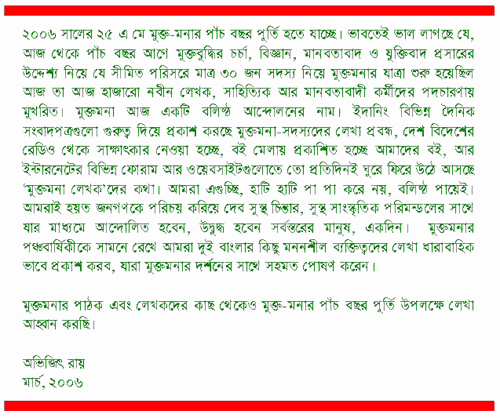 ২০০৬ সালের ২৫ এ মে মুক্ত-মনার পাঁচ বছর পুর্তি হতে যাচ্ছে। ভাবতেই ভাল লাগছে যে,
আজ থেকে পাঁচ বছর আগে মুক্তবুদ্ধির চর্চা, বিজ্ঞান, মানবতাবাদ ও যুক্তিবাদ প্রসারের
উদ্দেশ্য নিয়ে যে সীমিত পরিসরে মাত্র ৩০ জন সদস্য নিয়ে মুক্তমনার যাত্রা শুরু হয়েছিল
আজ তা আজ হাজারো নবীন লেখক, সাহিত্যিক আর মানবতাবাদী কর্মীদের পদচারণায়
মূখরিত। মুক্তমনা আজ একটি বলিষ্ঠ আন্দোলনের নাম। ইদানিং বিভিন্ন দৈনিক
সংবাদপত্রগুলো গুরুত্ব দিয়ে প্রকাশ করছে মুক্তমনা-সদস্যদের লেখা প্রবন্ধ, দেশ বিদেশের
রেডিও থেকে সাক্ষাৎকার নেওয়া হচ্ছে, বই মেলায় প্রকাশিত হচ্ছে আমাদের বই, আর
ইন্টারনেটের বিভিন্ন ফোরাম আর ওয়েবসাইটগুলোতে তো প্রতিদিনই ঘুরে ফিরে উঠে আসছে
‘মুক্তমনা লেখক’দের কথা। আমরা এগুচ্ছি, হাটি হাটি পা পা করে নয়, বলিষ্ঠ পায়েই।
আমরাই হয়ত জনগণকে পরিচয় করিয়ে দেব সুস্থ চিন্তার, সুস্থ সাংস্কৃতিক পরিমন্ডলের সাথে
যার মাধ্যমে আন্দোলিত হবেন, উদ্বুদ্ধ হবেন সর্বস্তরের মানুষ, একদিন। মুক্তমনার
পঞ্চবার্ষিকীকে সামনে রেখে আমরা দুই বাংলার কিছু মননশীল ব্যক্তিত্বদের লেখা ধারাবাহিক
ভাবে প্রকাশ করব, যারা মুক্তমনার দর্শনের সাথে সহমত পোষণ করেন।
মুক্তমনার পাঠক এবং লেখকদের কাছ থেকেও মুক্ত-মনার পাঁচ বছর পুর্তি উপলক্ষে লেখা
আহ্বান করছি।
অভিজিৎ রায়
মার্চ, ২০০৬